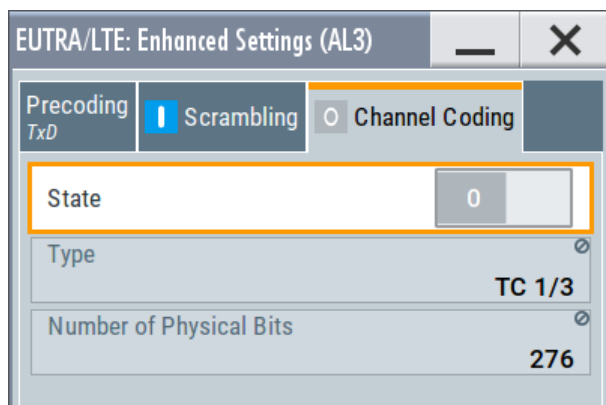 EUTRA/LTE: Enhanced Settings (AL3)
Precoding
TxD
Scrambling
0 Channel Coding
State
0
Type
TC 1/3
Number of Physical Bits
276